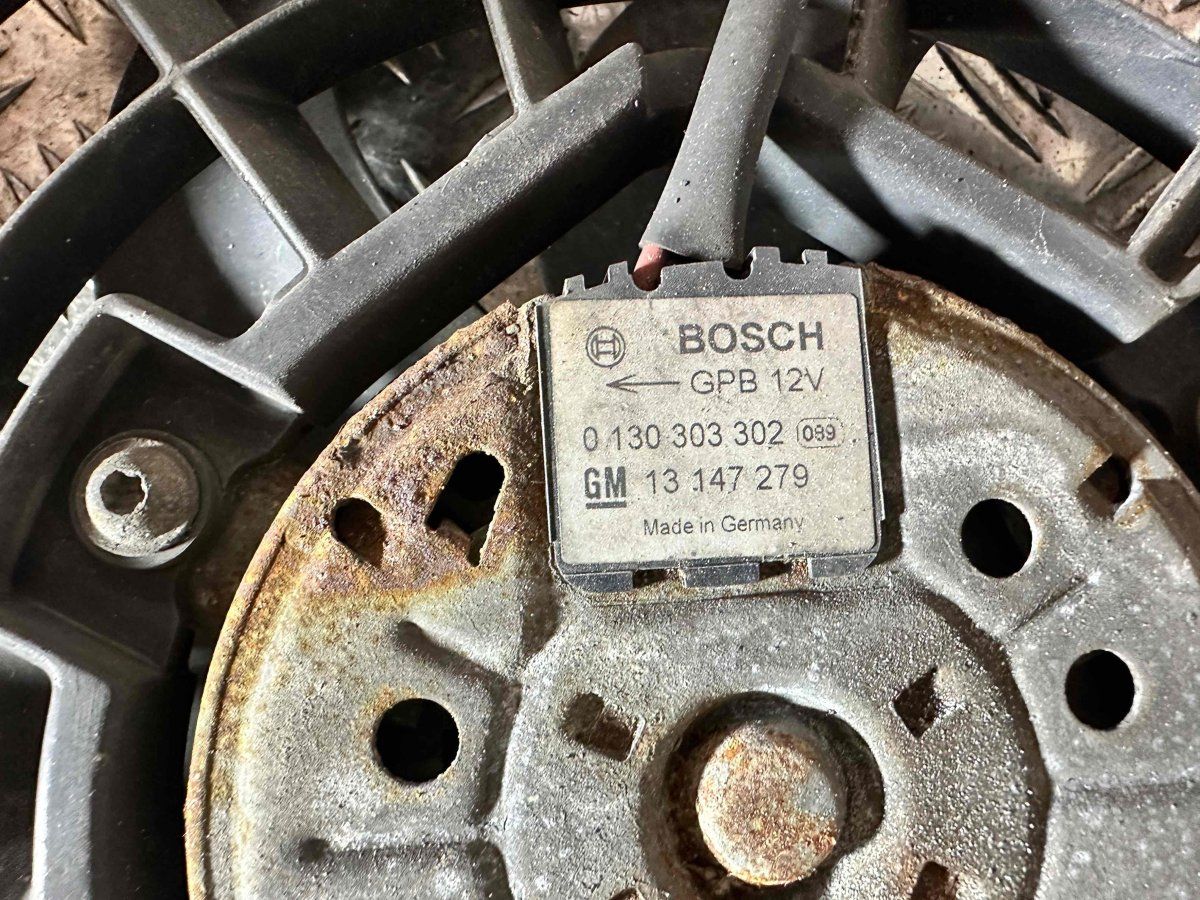 BOSCH
GPB 12V
0 130 303 302 089
GM 13 147 279
Made in Germany